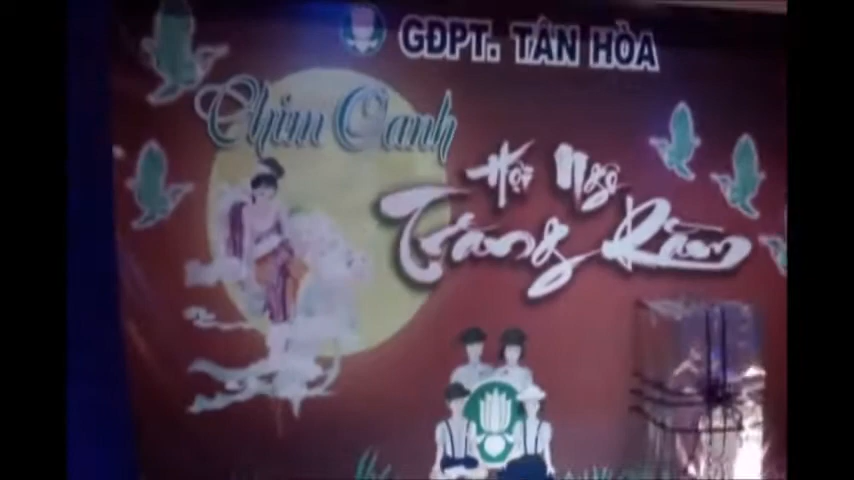 GĐPT. TÂN HÒA
Chim Oanh
Hội Ngộ
Trăng Rằm